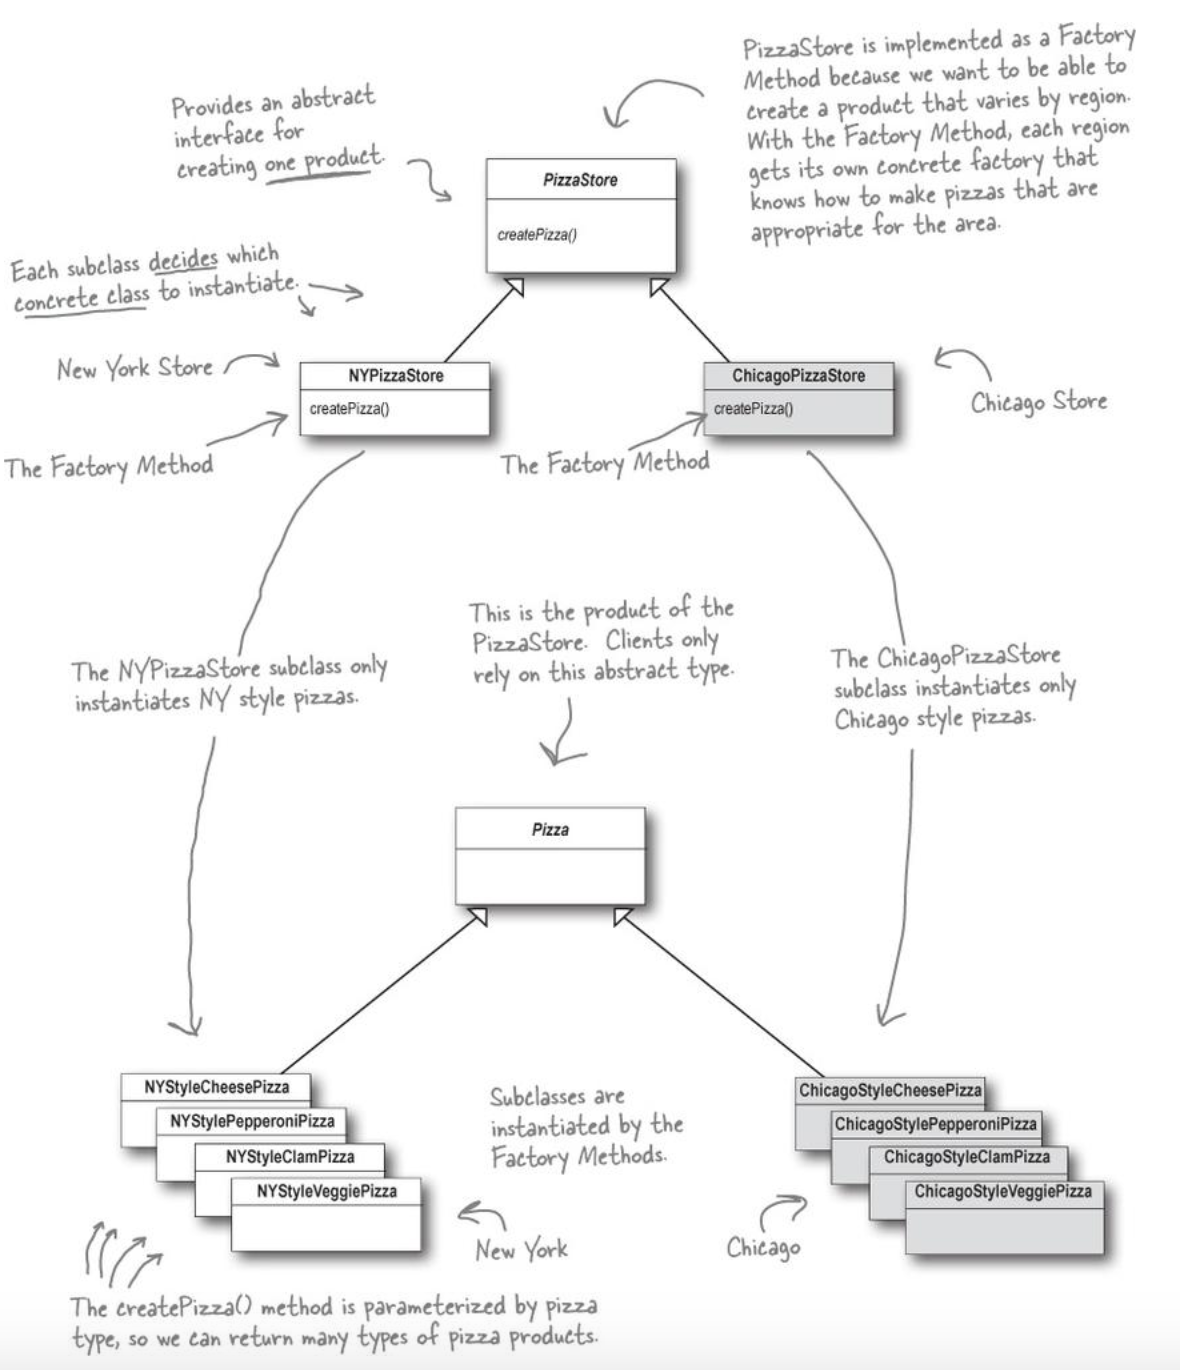 PizzaStore is implemented as a Factory
Method because we want to be able to
create a product that varies by region.
With the Factory Method, each region
gets its own concrete factory that
knows how to make pizzas that are
appropriate for the area.
Provides an abstract
interface for
creating one product.
PizzaStore
createPizza()
Each subclass decides which
concrete class to instantiate.
New York Store
NYPizzaStore
createPizza()
The Factory Method
ChicagoPizzaStore
createPizza()
Chicago Store
The Factory Method
The NYPizzaStore subclass only
instantiates NY style pizzas.
This is the product of the
PizzaStore. Clients only
rely on this abstract type.
The ChicagoPizzaStore
subclass instantiates only
Chicago style pizzas.
Pizza
NYStyleCheesePizza
NYStylePepperoniPizza
NYStyleClamPizza
NYStyleVeggiePizza
Subclasses are
instantiated by the
Factory Methods.
New York
ChicagoStyleCheesePizza
ChicagoStylePepperoniPizza
ChicagoStyleClamPizza
ChicagoStyleVeggiePizza
Chicago
The createPizza() method is parameterized by pizza
type, so we can return many types of pizza products.